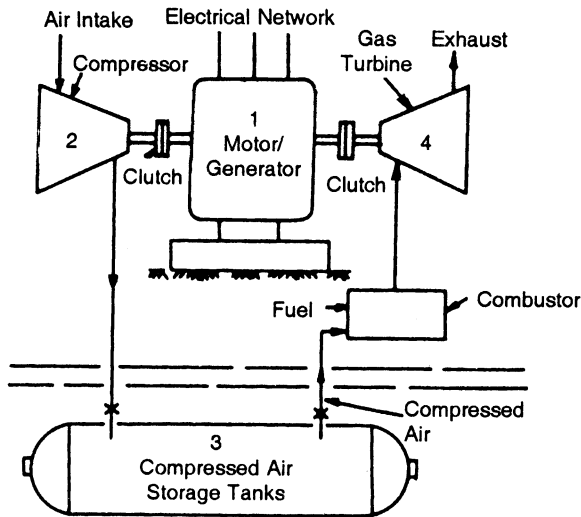 Air Intake
Electrical Network
Gas
Turbine
Exhaust
Compressor
2
1
Motor/
Generator
4
Clutch
Clutch
Fuel
Combustor
Compressed
Air
3
Compressed Air
Storage Tanks